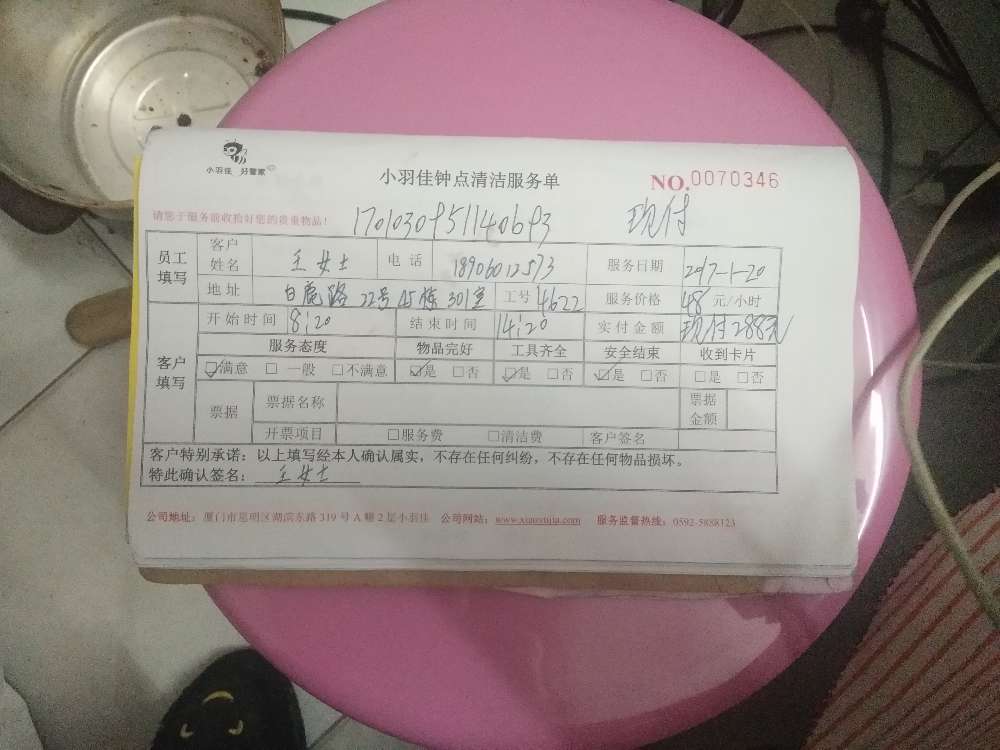 小羽佳 好管家
小羽佳钟点清洁服务单
NO.0070346
请您于服务前收捡好您的贵重物品!
现付
员工填写 客户姓名 王女士 电话 18906012573 服务日期 2017-1-20
地址 白鹿路22号A5栋301室 工号 4622 服务价格 48元/小时
开始时间 8:20 结束时间 14:20 实付金额 现付288元
客户填写 服务态度 物品完好 工具齐全 安全结束 收到卡片
☑满意 □一般 □不满意 ☑是 □否 ☑是 □否 ☑是 □否 □是 □否
票据 票据名称 票据金额
开票项目 □服务费 □清洁费 客户签名
客户特别承诺:以上填写经本人确认属实,不存在任何纠纷,不存在任何物品损坏。
特此确认签名: 王女士
公司地址:厦门市思明区湖滨东路319号A幢2层小羽佳 公司网站:www.xiaoyujia.com 服务监督热线:0592-5888123